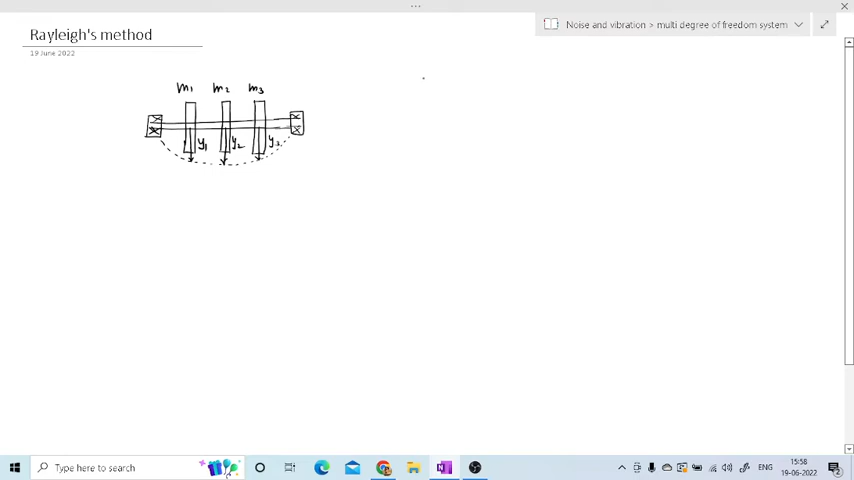 ...
Rayleigh's method
Noise and vibration > multi degree of freedom system
19 June 2022
m1 m2 m3
y1 y2 y3
Type here to search
ENG
15:58
19-06-2022
2